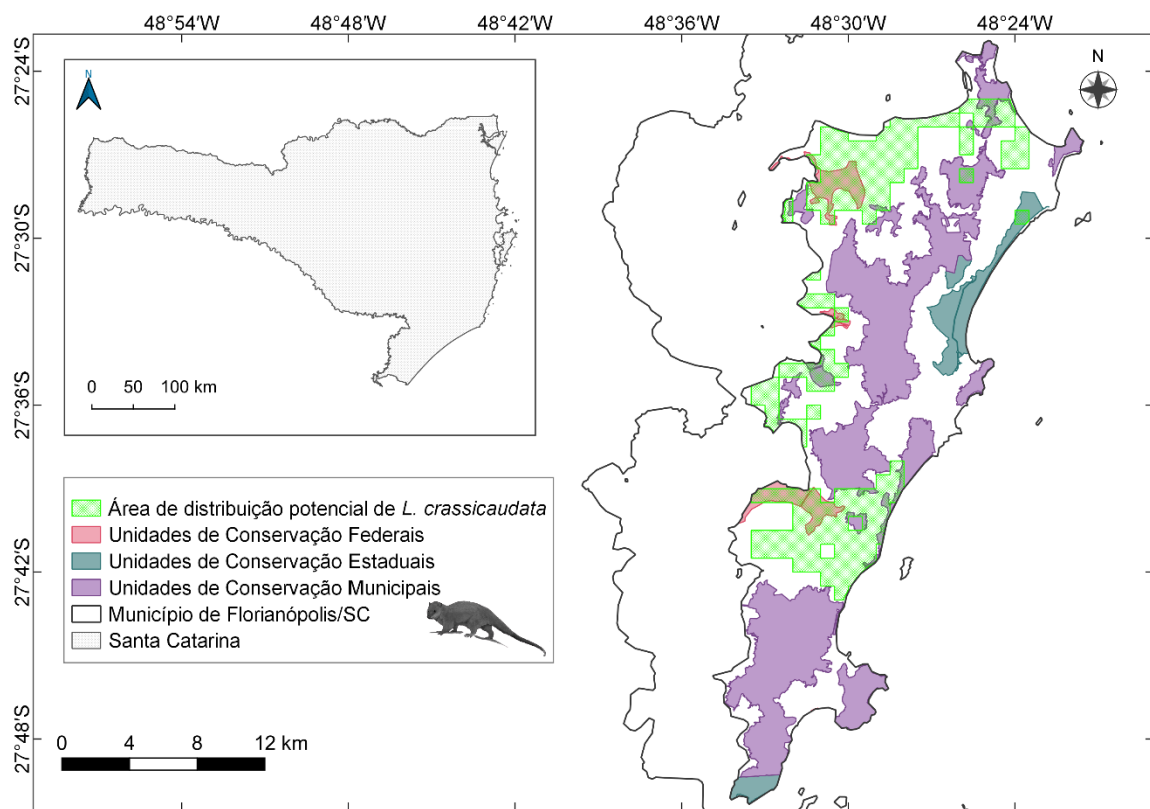 48°54'W 48°48'W 48°42'W 48°36'W 48°30'W 48°24'W
27°24'S
N
N
27°30'S
0 50 100 km
27°36'S
Área de distribuição potencial de L. crassicaudata
Unidades de Conservação Federais
27°42'S
Unidades de Conservação Estaduais
Unidades de Conservação Municipais
Município de Florianópolis/SC
Santa Catarina
27°48'S
0 4 8 12 km